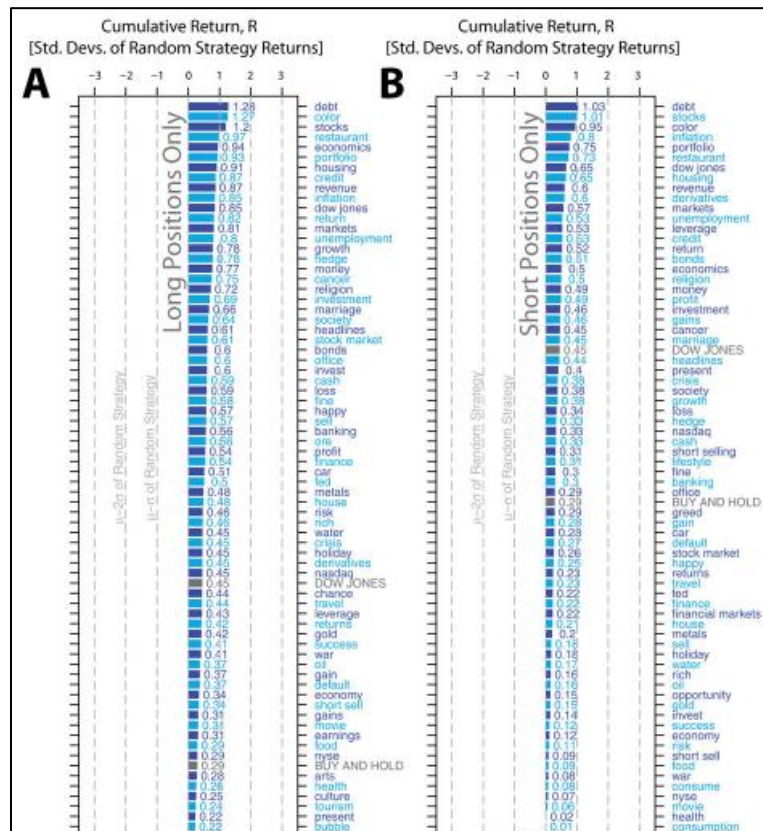 Cumulative Return, R
[Std. Devs. of Random Strategy Returns]
A
−3 −2 −1 0 1 2 3
Long Positions Only
μ−2σ of Random Strategy
μ−σ of Random Strategy
1.28 debt
1.27 color
1.2 stocks
0.97 restaurant
0.94 economics
0.93 portfolio
0.91 housing
0.87 credit
0.87 revenue
0.85 inflation
0.85 dow jones
0.82 return
0.81 markets
0.8 unemployment
0.78 growth
0.78 hedge
0.77 money
0.75 cancer
0.72 religion
0.69 investment
0.66 marriage
0.64 society
0.61 headlines
0.61 stock market
0.6 bonds
0.6 office
0.6 invest
0.59 cash
0.59 loss
0.58 fine
0.57 happy
0.57 sell
0.56 banking
0.56 ore
0.54 profit
0.54 finance
0.51 car
0.5 fed
0.48 metals
0.48 house
0.46 risk
0.46 rich
0.45 water
0.45 crisis
0.45 holiday
0.45 derivatives
0.45 nasdaq
0.45 DOW JONES
0.44 chance
0.44 travel
0.43 leverage
0.42 returns
0.42 gold
0.41 success
0.41 war
0.37 oil
0.37 gain
0.37 default
0.34 economy
0.34 short sell
0.31 gains
0.31 movie
0.31 earnings
0.29 food
0.29 nyse
0.29 BUY AND HOLD
0.28 arts
0.26 health
0.25 culture
0.24 tourism
0.22 present
0.22 bubble
Cumulative Return, R
[Std. Devs. of Random Strategy Returns]
B
−3 −2 −1 0 1 2 3
Short Positions Only
μ−2σ of Random Strategy
μ−σ of Random Strategy
1.03 debt
1.01 stocks
0.95 color
0.8 inflation
0.75 portfolio
0.73 restaurant
0.65 dow jones
0.65 housing
0.6 revenue
0.6 derivatives
0.57 markets
0.53 unemployment
0.53 leverage
0.53 credit
0.52 return
0.51 bonds
0.5 economics
0.5 religion
0.49 money
0.49 profit
0.46 investment
0.46 gains
0.45 cancer
0.45 marriage
0.45 DOW JONES
0.44 headlines
0.4 present
0.39 crisis
0.38 society
0.38 growth
0.34 loss
0.33 hedge
0.33 nasdaq
0.33 cash
0.31 short selling
0.31 lifestyle
0.3 fine
0.3 banking
0.29 office
0.29 BUY AND HOLD
0.29 greed
0.28 gain
0.28 car
0.27 default
0.26 stock market
0.25 happy
0.23 returns
0.23 travel
0.22 fed
0.22 finance
0.22 financial markets
0.21 house
0.2 metals
0.18 sell
0.18 holiday
0.17 water
0.16 rich
0.16 oil
0.15 opportunity
0.15 gold
0.14 invest
0.12 success
0.12 economy
0.11 risk
0.09 short sell
0.09 food
0.08 war
0.08 consume
0.07 nyse
0.06 movie
0.02 health
0.01 consumption